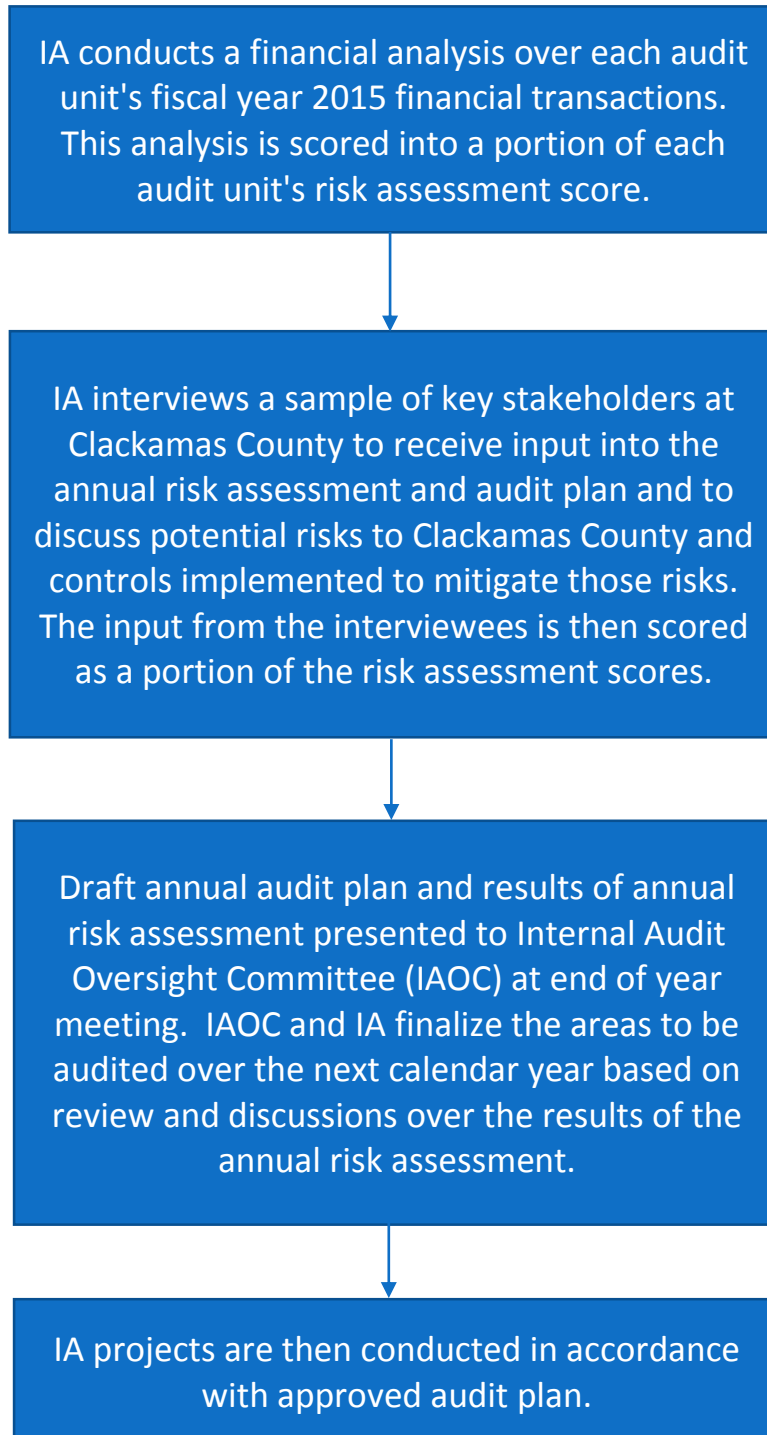 IA conducts a financial analysis over each audit
unit's fiscal year 2015 financial transactions.
This analysis is scored into a portion of each
audit unit's risk assessment score.
IA interviews a sample of key stakeholders at
Clackamas County to receive input into the
annual risk assessment and audit plan and to
discuss potential risks to Clackamas County and
controls implemented to mitigate those risks.
The input from the interviewees is then scored
as a portion of the risk assessment scores.
Draft annual audit plan and results of annual
risk assessment presented to Internal Audit
Oversight Committee (IAOC) at end of year
meeting.  IAOC and IA finalize the areas to be
audited over the next calendar year based on
review and discussions over the results of the
annual risk assessment.
IA projects are then conducted in accordance
with approved audit plan.